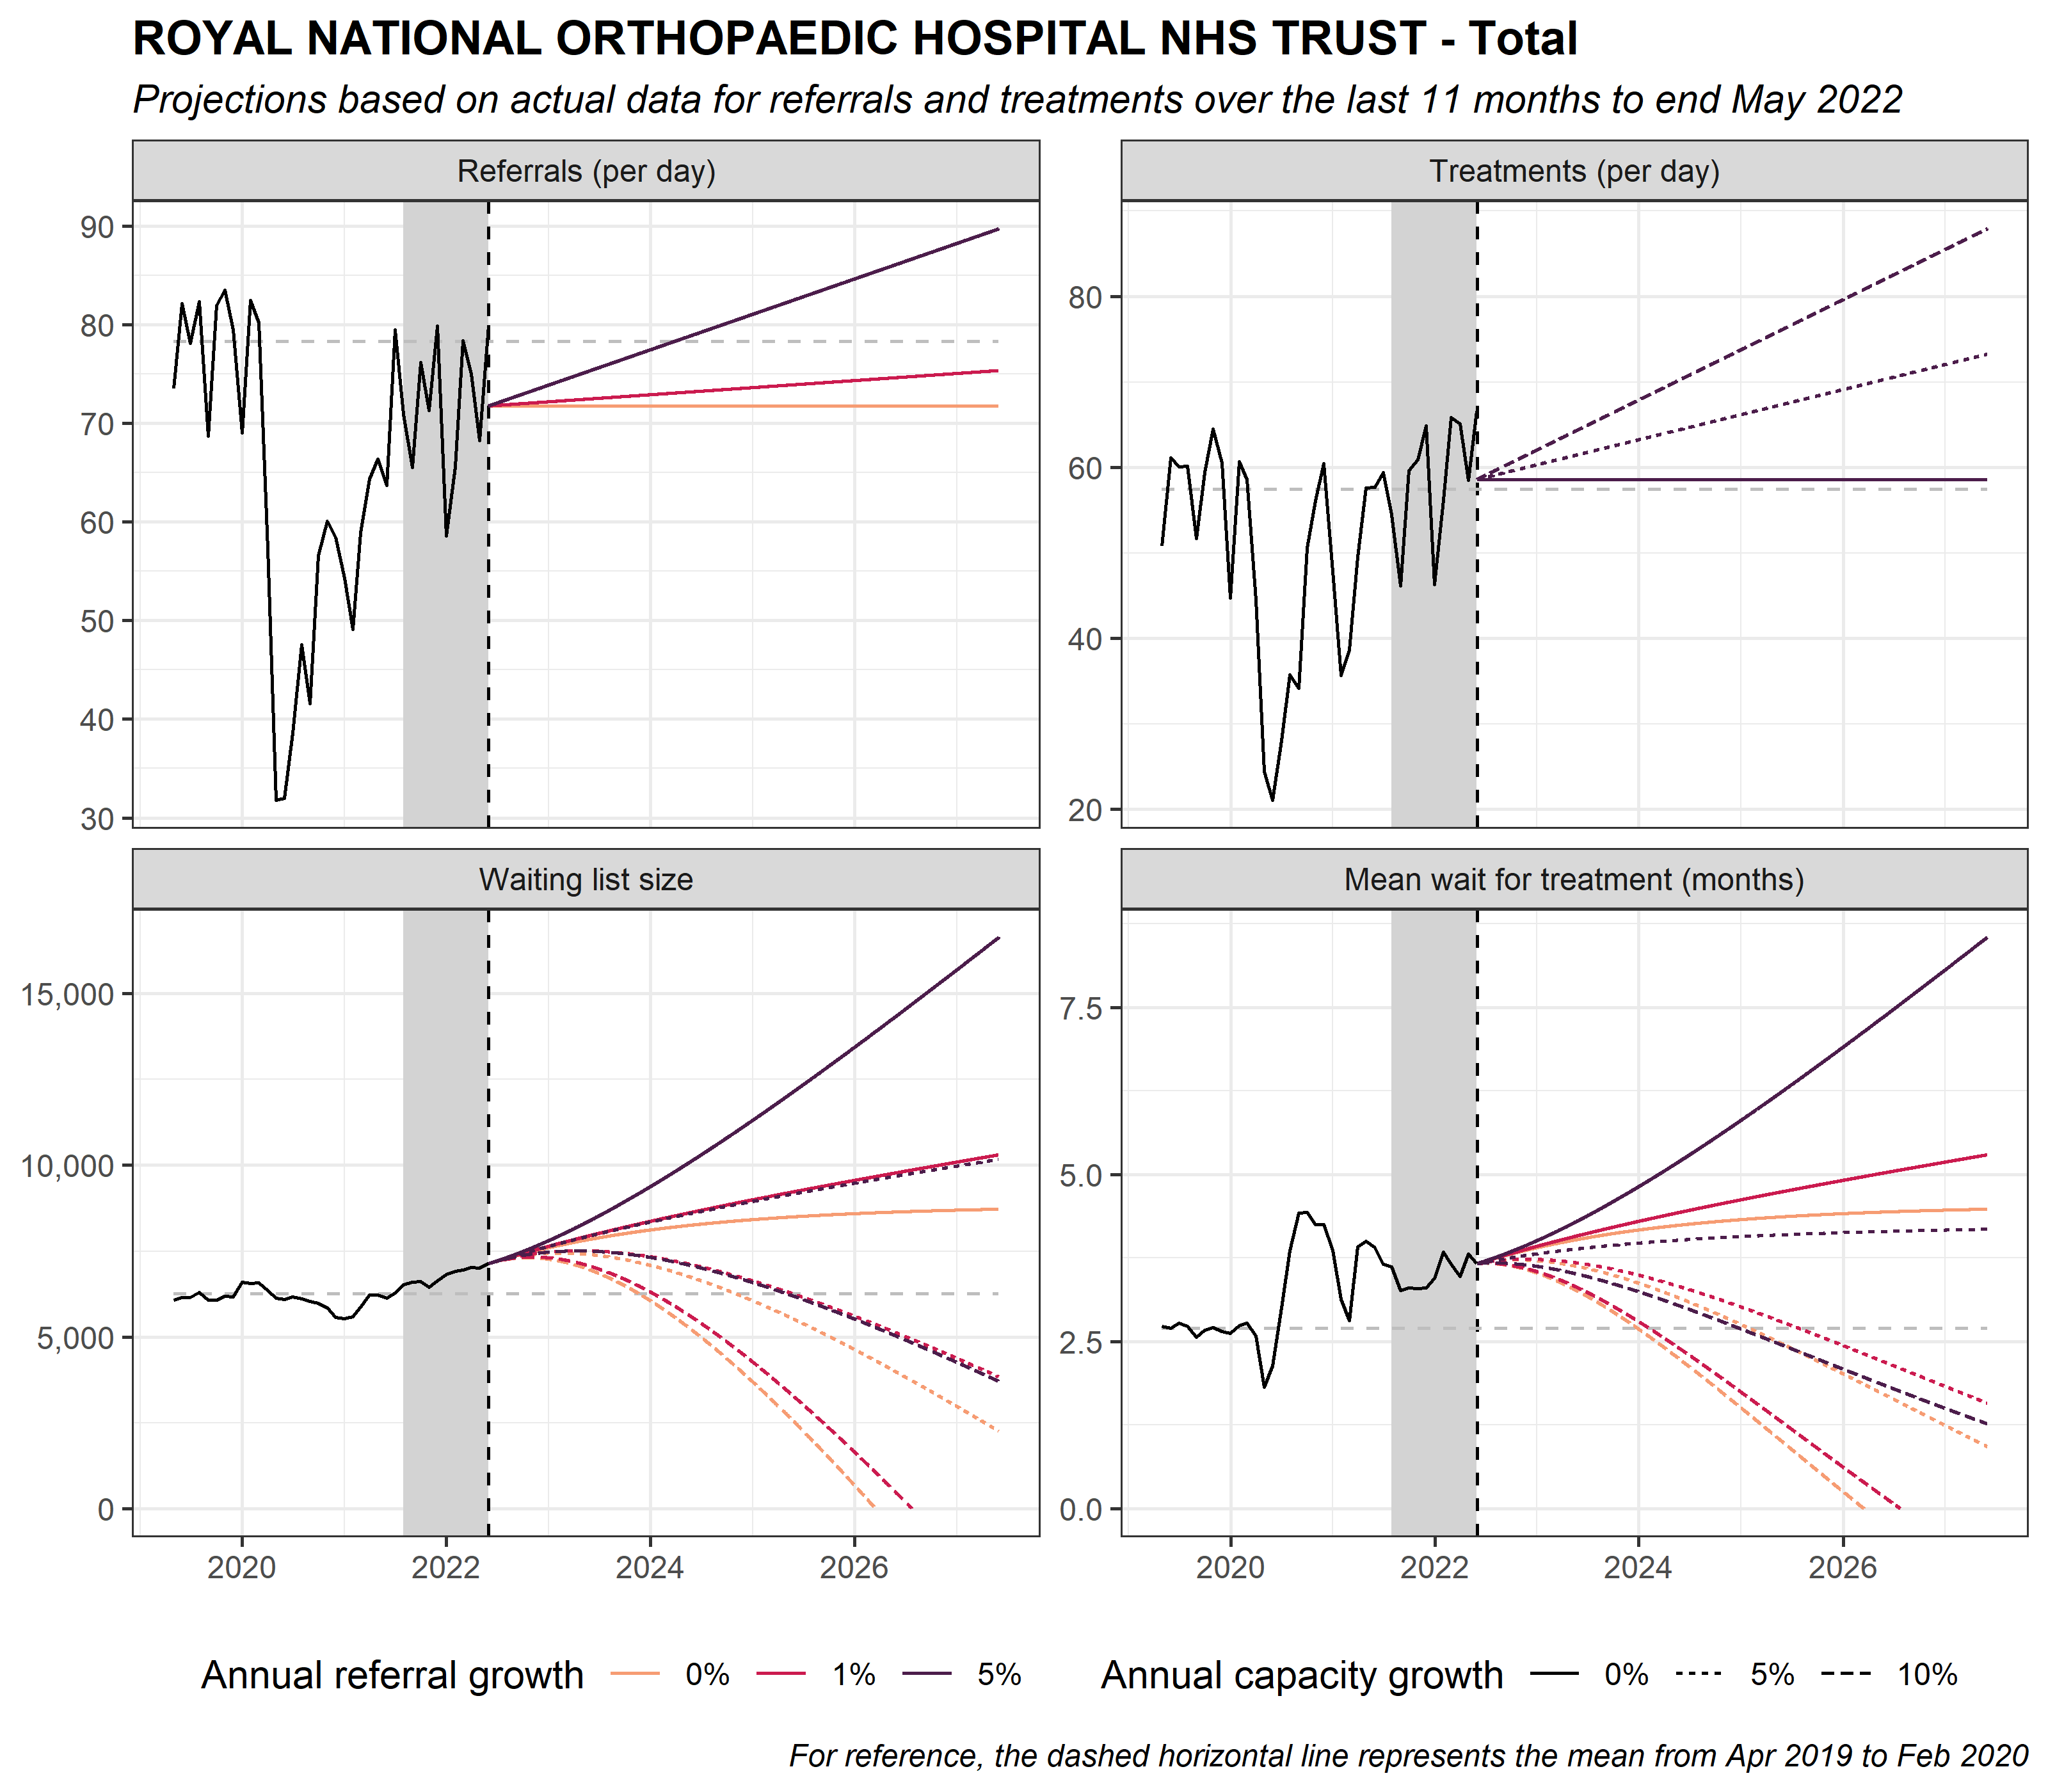 ROYAL NATIONAL ORTHOPAEDIC HOSPITAL NHS TRUST - Total
Projections based on actual data for referrals and treatments over the last 11 months to end May 2022
Referrals (per day)
90
80
70
60
50
40
30
Treatments (per day)
80
60
40
20
Waiting list size
15,000
10,000
5,000
0
2020 2022 2024 2026
Mean wait for treatment (months)
7.5
5.0
2.5
0.0
2020 2022 2024 2026
Annual referral growth 0% 1% 5%
Annual capacity growth 0% 5% 10%
For reference, the dashed horizontal line represents the mean from Apr 2019 to Feb 2020